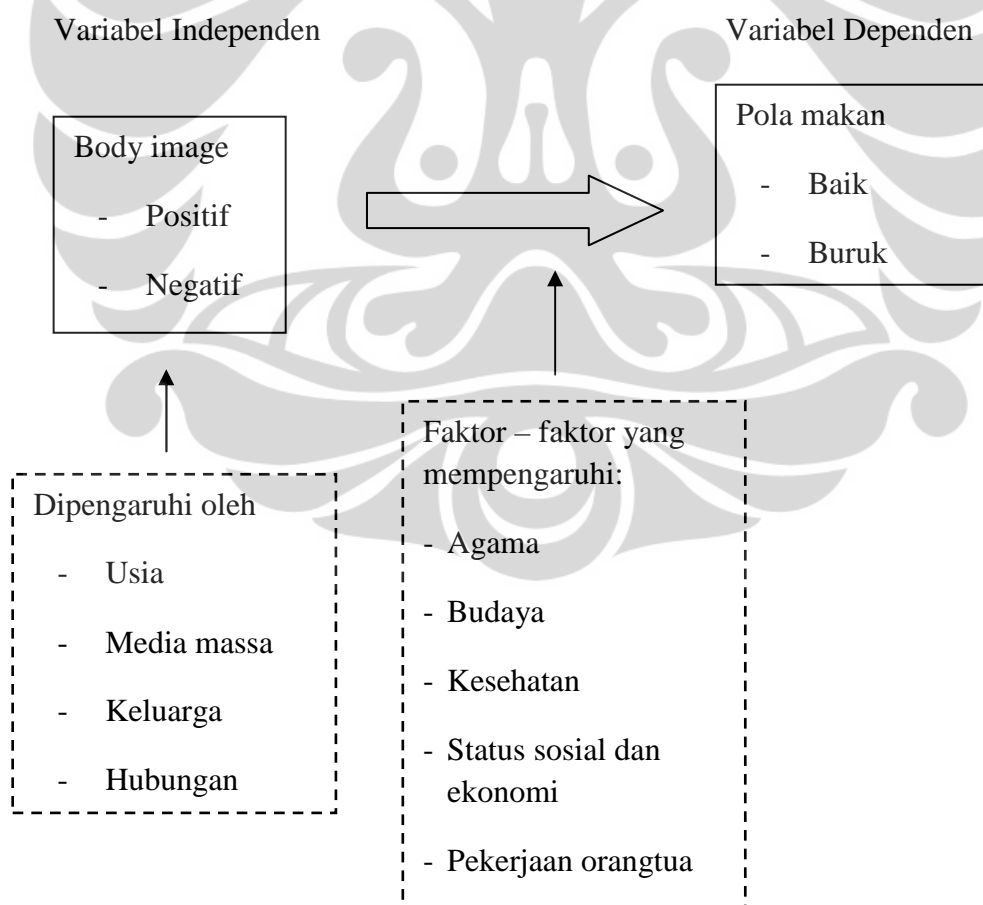 Variabel Independen
Variabel Dependen
Body image
- Positif
- Negatif
Pola makan
- Baik
- Buruk
Dipengaruhi oleh
- Usia
- Media massa
- Keluarga
- Hubungan
Faktor – faktor yang
mempengaruhi:
- Agama
- Budaya
- Kesehatan
- Status sosial dan
ekonomi
- Pekerjaan orangtua